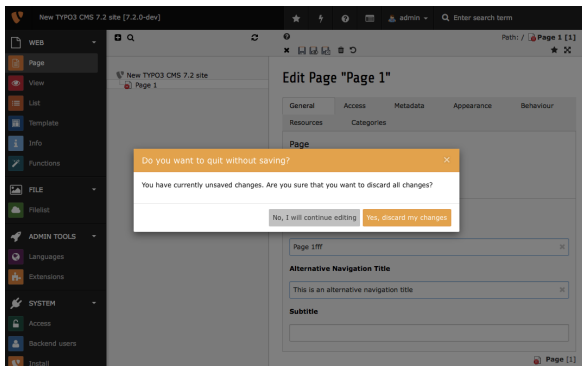 New TYPO3 CMS 7.2 site [7.2.0-dev]
admin
Enter search term
WEB
Page
View
List
Template
Info
Functions
FILE
Filelist
ADMIN TOOLS
Languages
Extensions
SYSTEM
Access
Backend users
Install
New TYPO3 CMS 7.2 site
Page 1
Path: / Page 1 [1]
Edit Page "Page 1"
General Access Metadata Appearance Behaviour
Resources Categories
Page
Do you want to quit without saving?
You have currently unsaved changes. Are you sure that you want to discard all changes?
No, I will continue editing Yes, discard my changes
Page 1fff
Alternative Navigation Title
This is an alternative navigation title
Subtitle
Page [1]